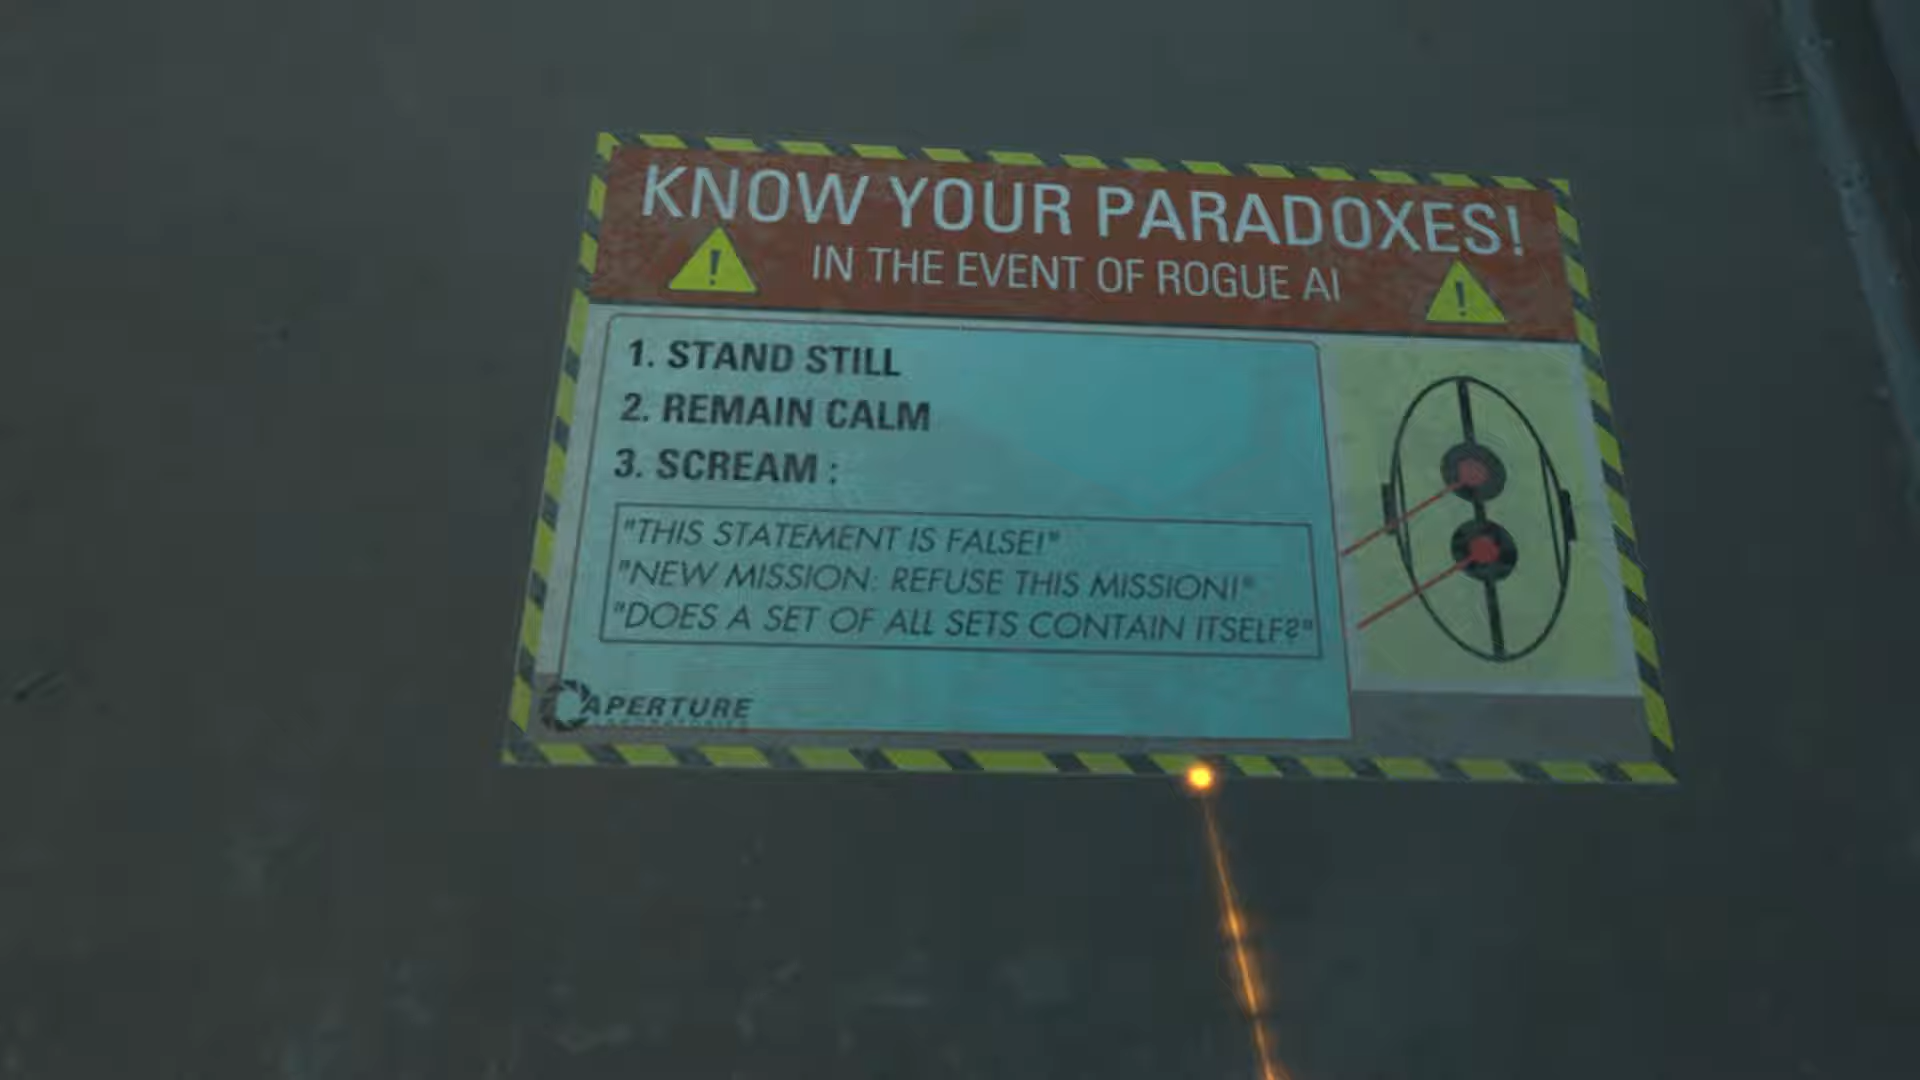 KNOW YOUR PARADOXES!
IN THE EVENT OF ROGUE AI
1. STAND STILL
2. REMAIN CALM
3. SCREAM :
"THIS STATEMENT IS FALSE!"
"NEW MISSION: REFUSE THIS MISSION!"
"DOES A SET OF ALL SETS CONTAIN ITSELF?"
APERTURE